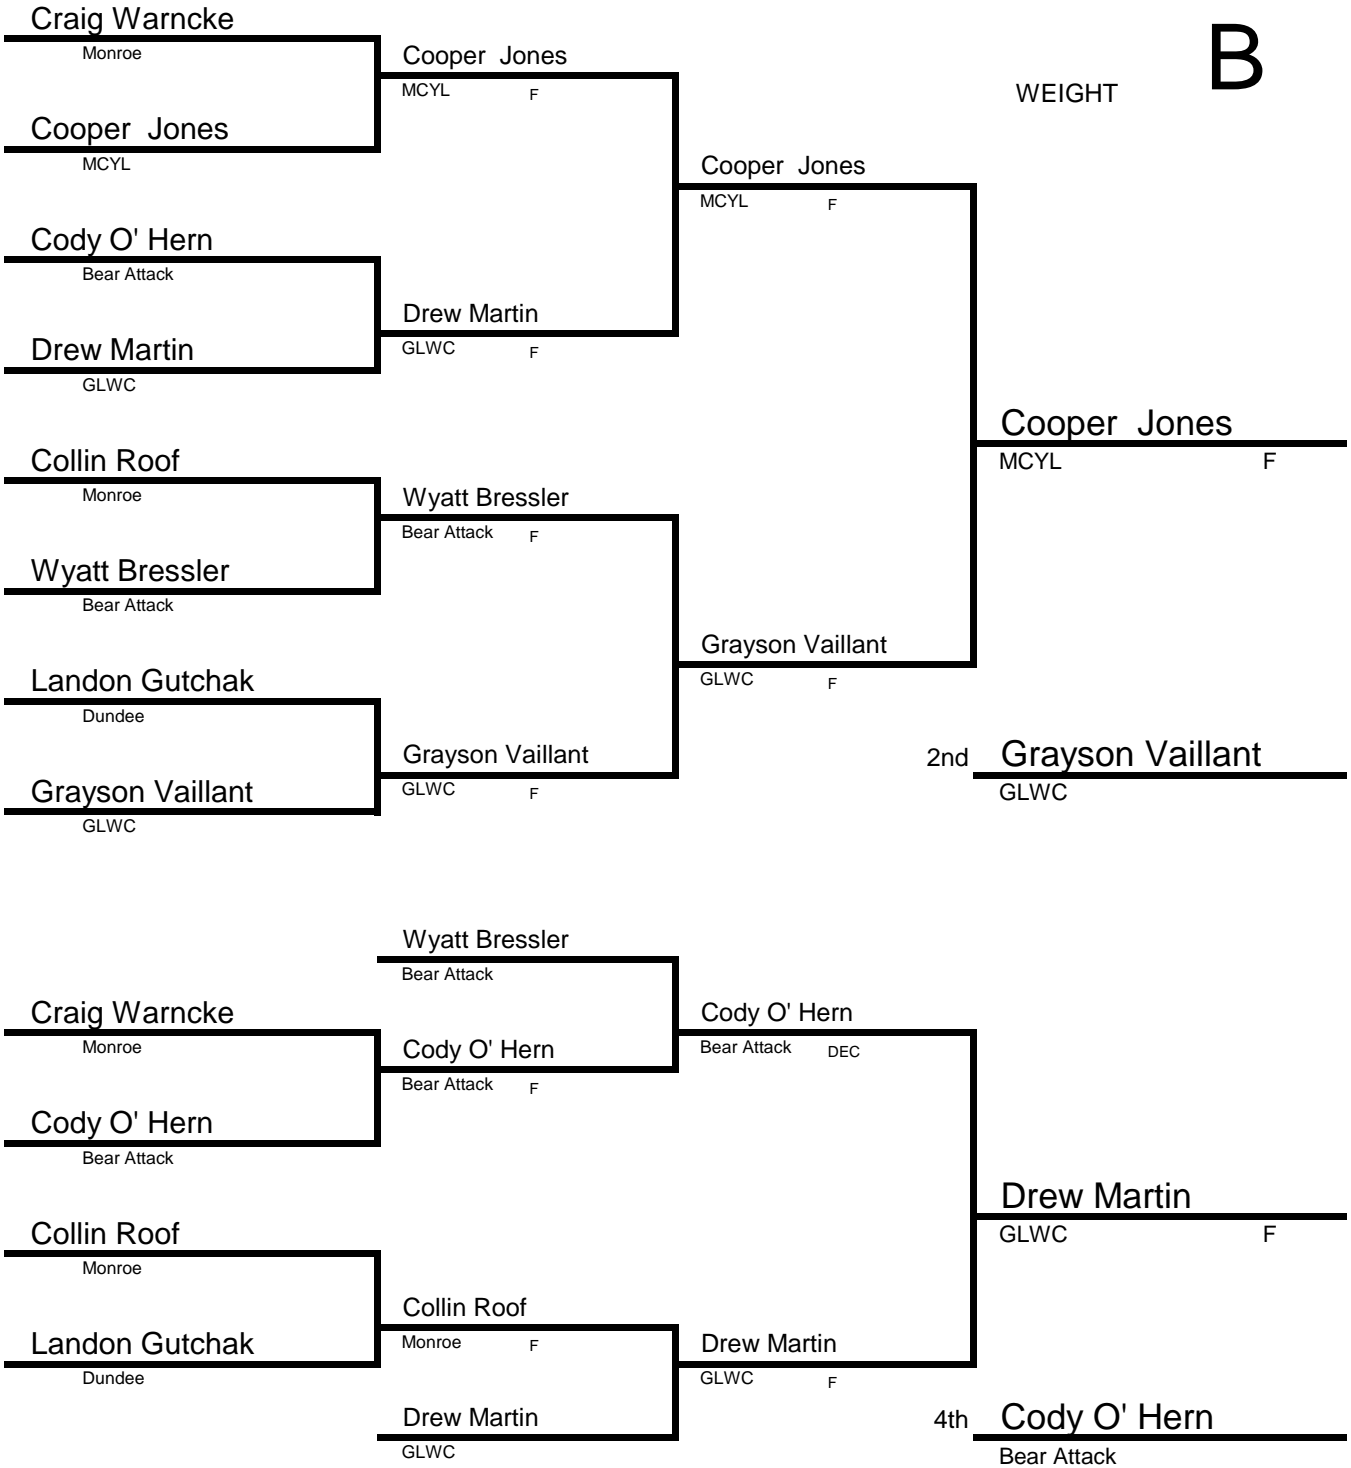 Craig Warncke
Monroe
Cooper  Jones
MCYL F
B
WEIGHT
Cooper  Jones
MCYL
Cooper  Jones
MCYL F
Cody O' Hern
Bear Attack
Drew Martin
GLWC F
Drew Martin
GLWC
Cooper  Jones
MCYL F
Collin Roof
Monroe
Wyatt Bressler
Bear Attack F
Wyatt Bressler
Bear Attack
Grayson Vaillant
GLWC F
Landon Gutchak
Dundee
Grayson Vaillant
GLWC F
2nd Grayson Vaillant
GLWC
Grayson Vaillant
GLWC
Wyatt Bressler
Bear Attack
Craig Warncke
Monroe
Cody O' Hern
Bear Attack DEC
Cody O' Hern
Bear Attack F
Cody O' Hern
Bear Attack
Drew Martin
GLWC F
Collin Roof
Monroe
Collin Roof
Monroe F
Landon Gutchak
Dundee
Drew Martin
GLWC F
Drew Martin
GLWC
4th Cody O' Hern
Bear Attack